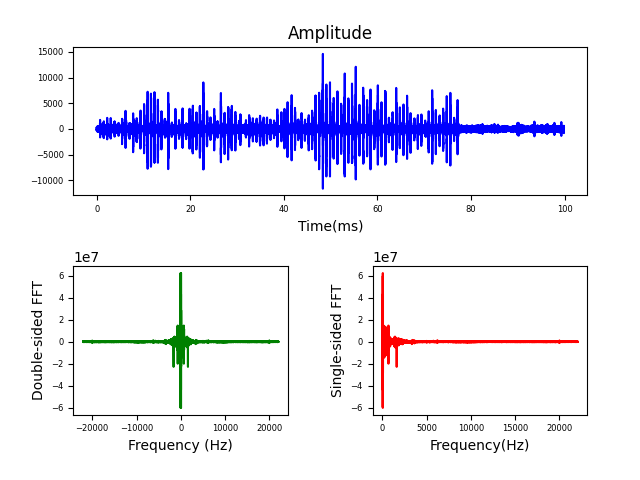 Amplitude
15000
10000
5000
0
−5000
−10000
0 20 40 60 80 100
Time(ms)
1e7 1e7
6 6
4 4
2 2
0 0
−2 −2
−4 −4
−6 −6
Double-sided FFT Single-sided FFT
−20000 −10000 0 10000 20000 0 5000 10000 15000 20000
Frequency (Hz) Frequency(Hz)